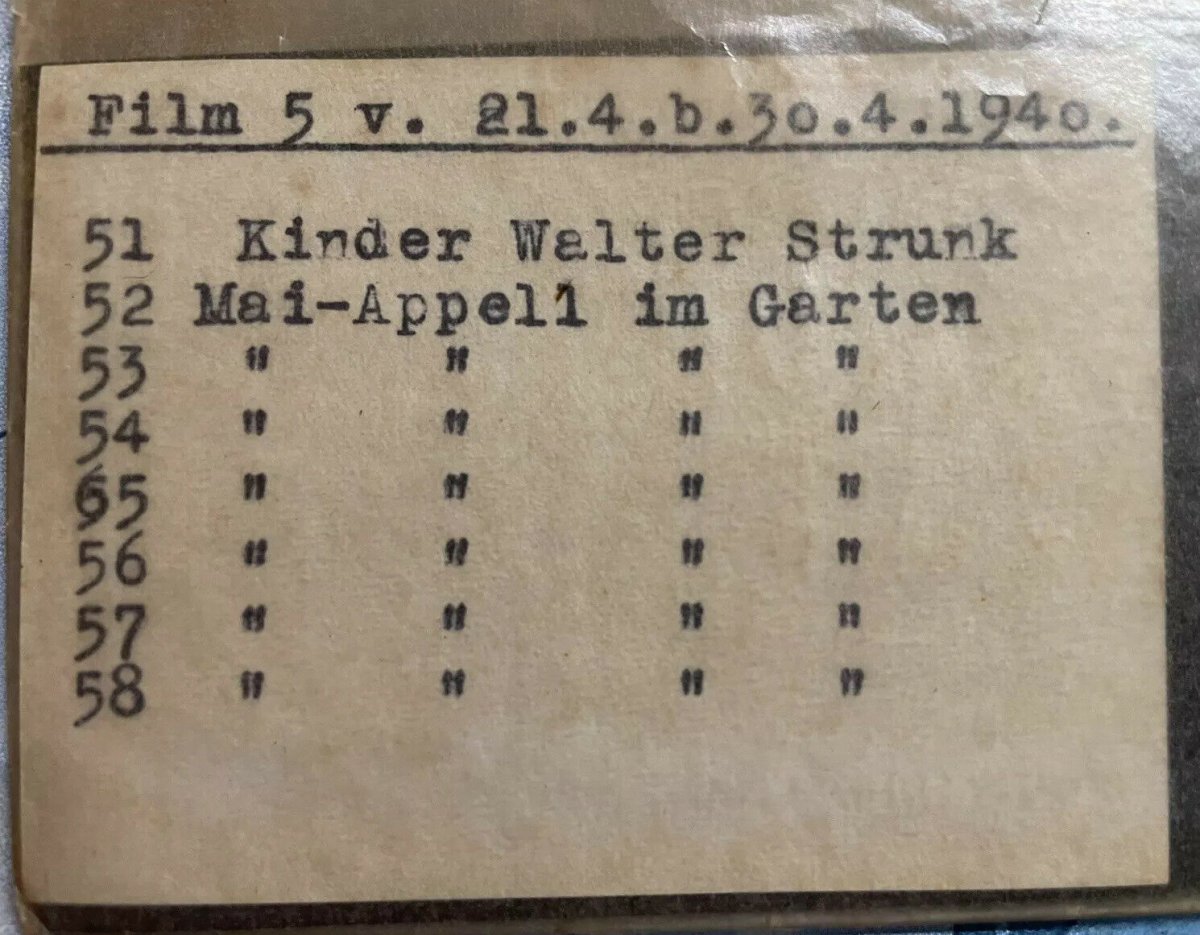 Film 5 v. 21.4.b.30.4.1940.
51 Kinder Walter Strunk
52 Mai-Appell im Garten
53 " " " "
54 " " " "
65 " " " "
56 " " " "
57 " " " "
58 " " " "